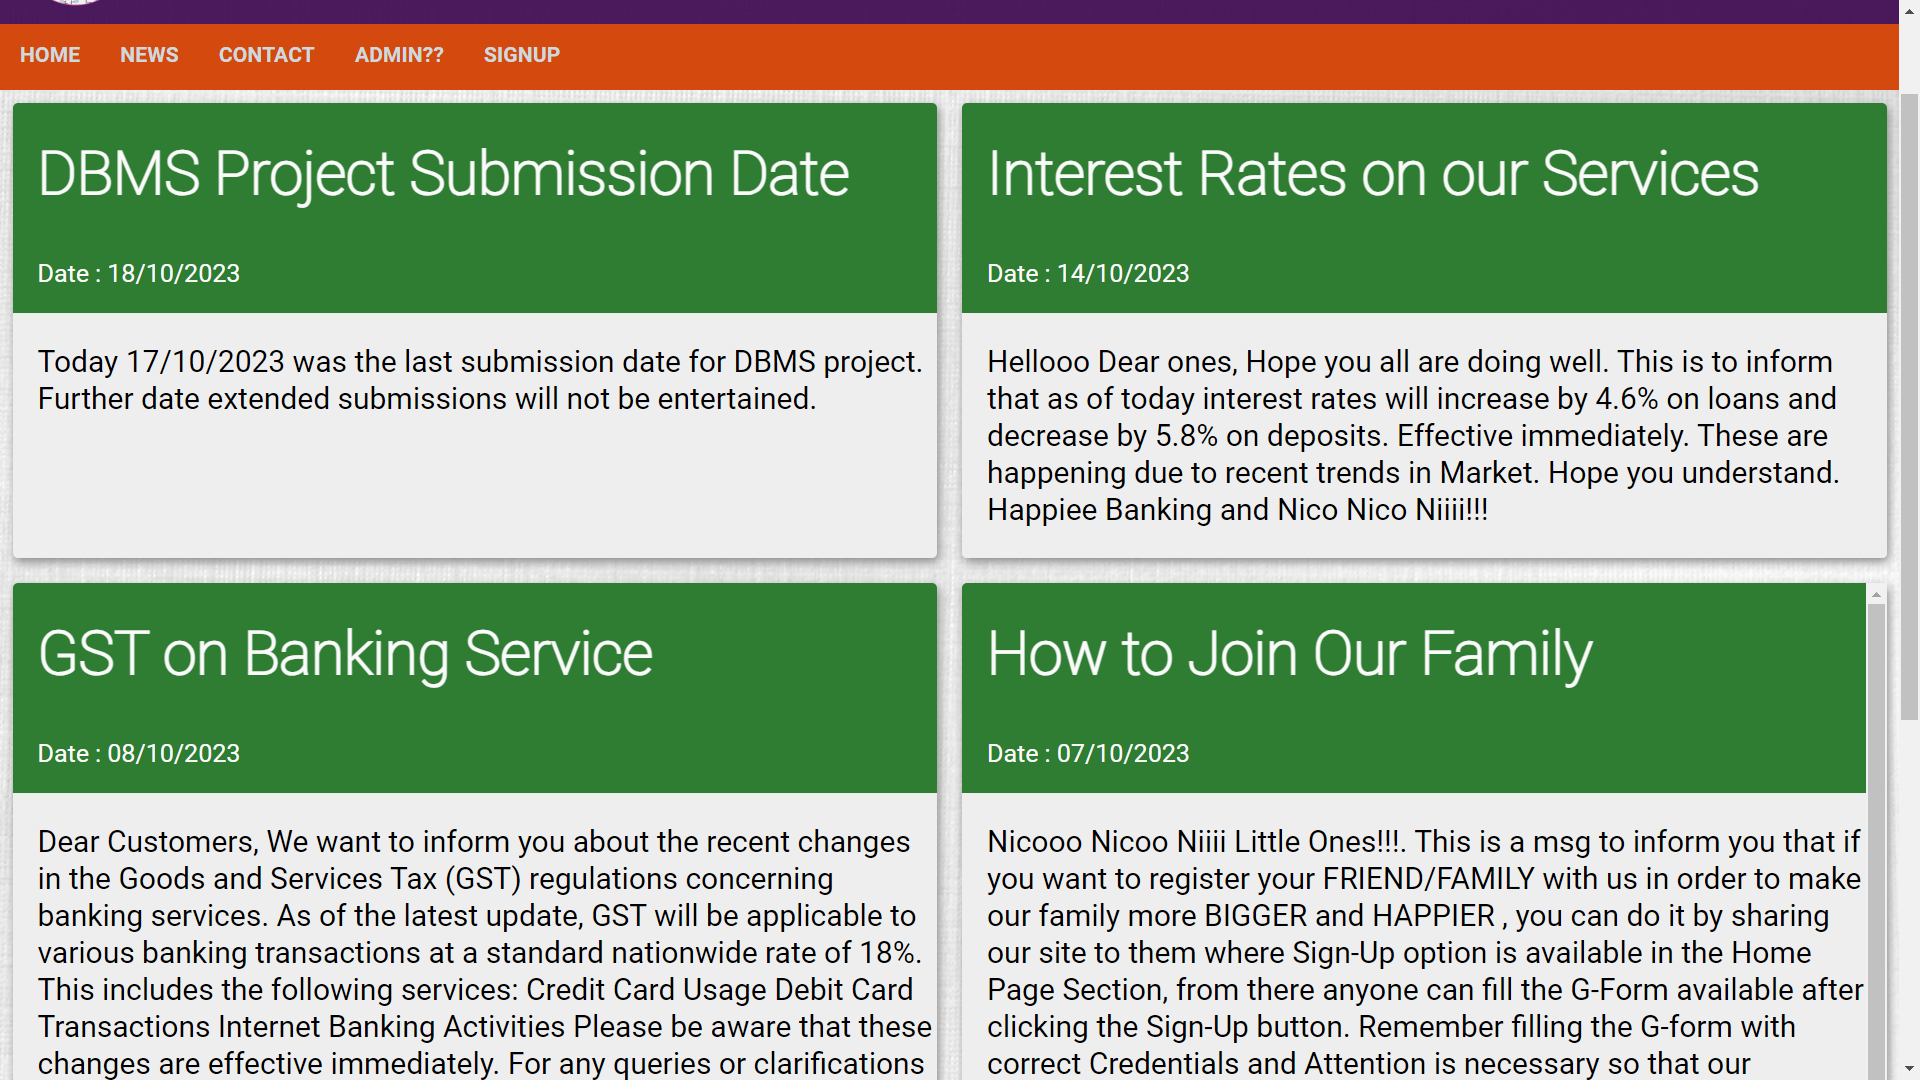 HOME NEWS CONTACT ADMIN?? SIGNUP
DBMS Project Submission Date
Date : 18/10/2023
Today 17/10/2023 was the last submission date for DBMS project.
Further date extended submissions will not be entertained.
Interest Rates on our Services
Date : 14/10/2023
Hellooo Dear ones, Hope you all are doing well. This is to inform
that as of today interest rates will increase by 4.6% on loans and
decrease by 5.8% on deposits. Effective immediately. These are
happening due to recent trends in Market. Hope you understand.
Happiee Banking and Nico Nico Niiii!!!
GST on Banking Service
Date : 08/10/2023
Dear Customers, We want to inform you about the recent changes
in the Goods and Services Tax (GST) regulations concerning
banking services. As of the latest update, GST will be applicable to
various banking transactions at a standard nationwide rate of 18%.
This includes the following services: Credit Card Usage Debit Card
Transactions Internet Banking Activities Please be aware that these
changes are effective immediately. For any queries or clarifications
How to Join Our Family
Date : 07/10/2023
Nicooo Nicoo Niiii Little Ones!!!. This is a msg to inform you that if
you want to register your FRIEND/FAMILY with us in order to make
our family more BIGGER and HAPPIER , you can do it by sharing
our site to them where Sign-Up option is available in the Home
Page Section, from there anyone can fill the G-Form available after
clicking the Sign-Up button. Remember filling the G-form with
correct Credentials and Attention is necessary so that our